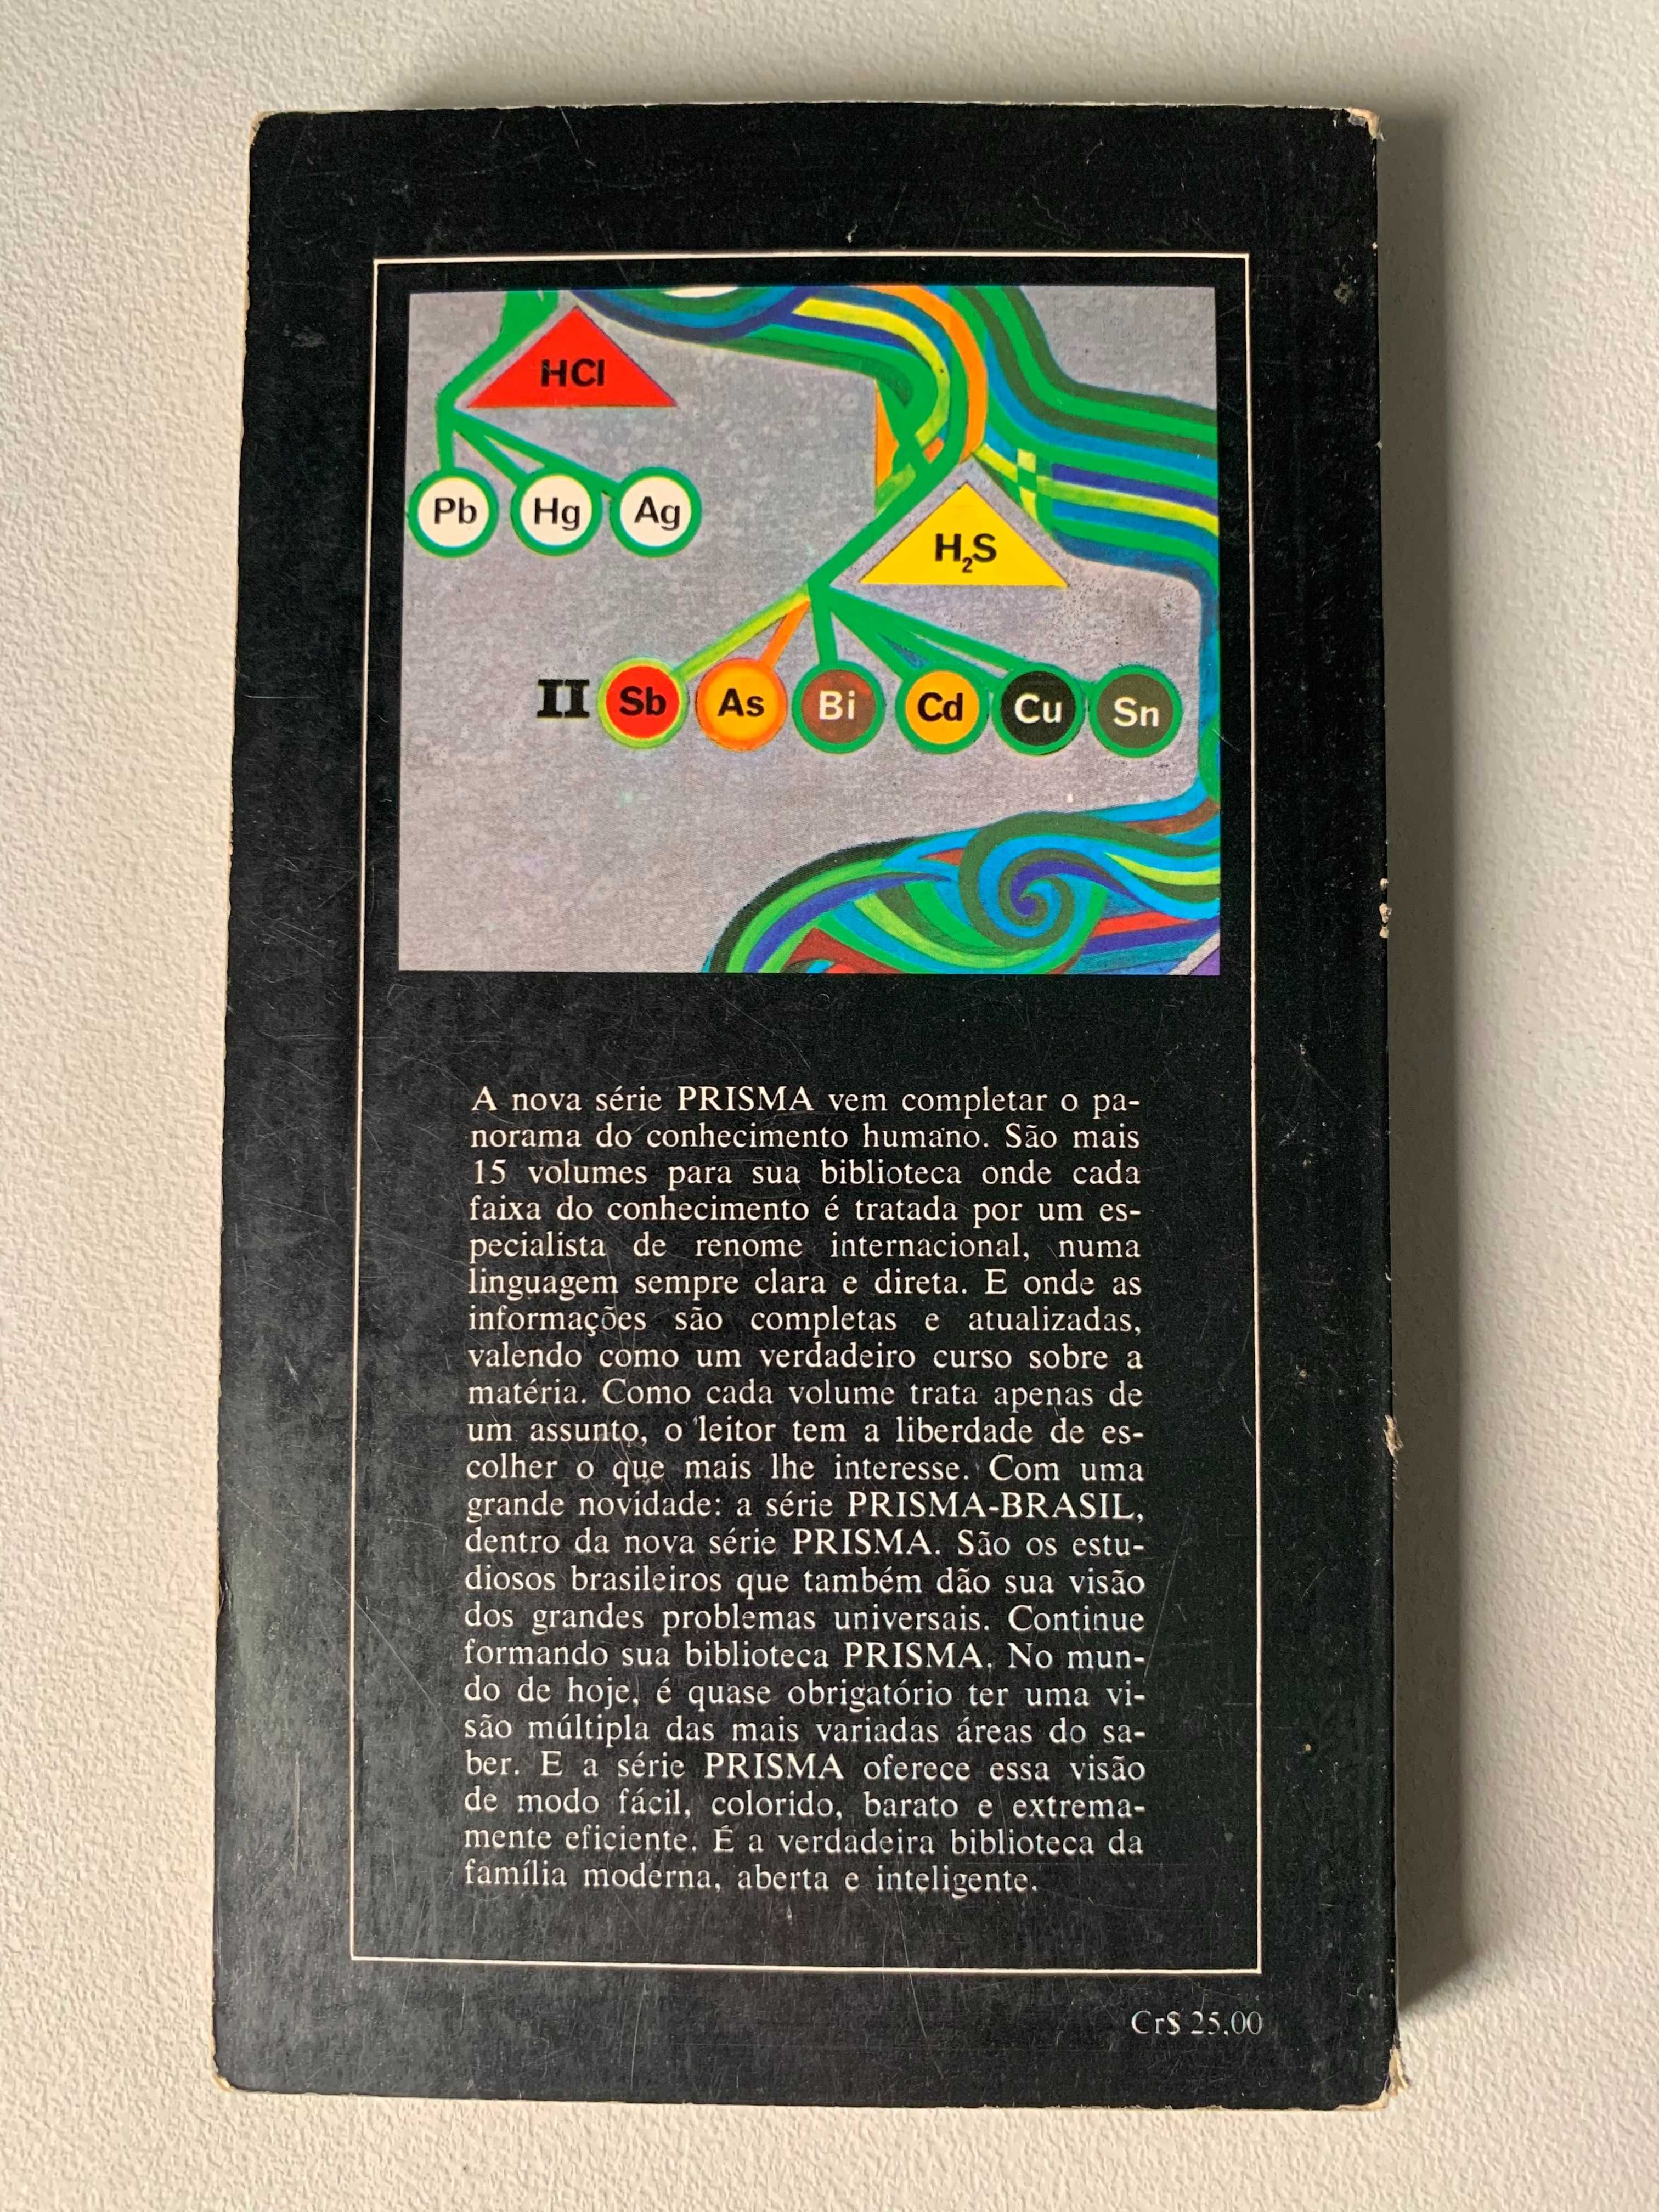 HCl
Pb Hg Ag
H₂S
II Sb As Bi Cd Cu Sn
A nova série PRISMA vem completar o pa-
norama do conhecimento humano. São mais
15 volumes para sua biblioteca onde cada
faixa do conhecimento é tratada por um es-
pecialista de renome internacional, numa
linguagem sempre clara e direta. E onde as
informações são completas e atualizadas,
valendo como um verdadeiro curso sobre a
matéria. Como cada volume trata apenas de
um assunto, o leitor tem a liberdade de es-
colher o que mais lhe interesse. Com uma
grande novidade: a série PRISMA-BRASIL,
dentro da nova série PRISMA. São os estu-
diosos brasileiros que também dão sua visão
dos grandes problemas universais. Continue
formando sua biblioteca PRISMA. No mun-
do de hoje, é quase obrigatório ter uma vi-
são múltipla das mais variadas áreas do sa-
ber. E a série PRISMA oferece essa visão
de modo fácil, colorido, barato e extrema-
mente eficiente. É a verdadeira biblioteca da
família moderna, aberta e inteligente.
Cr$ 25,00